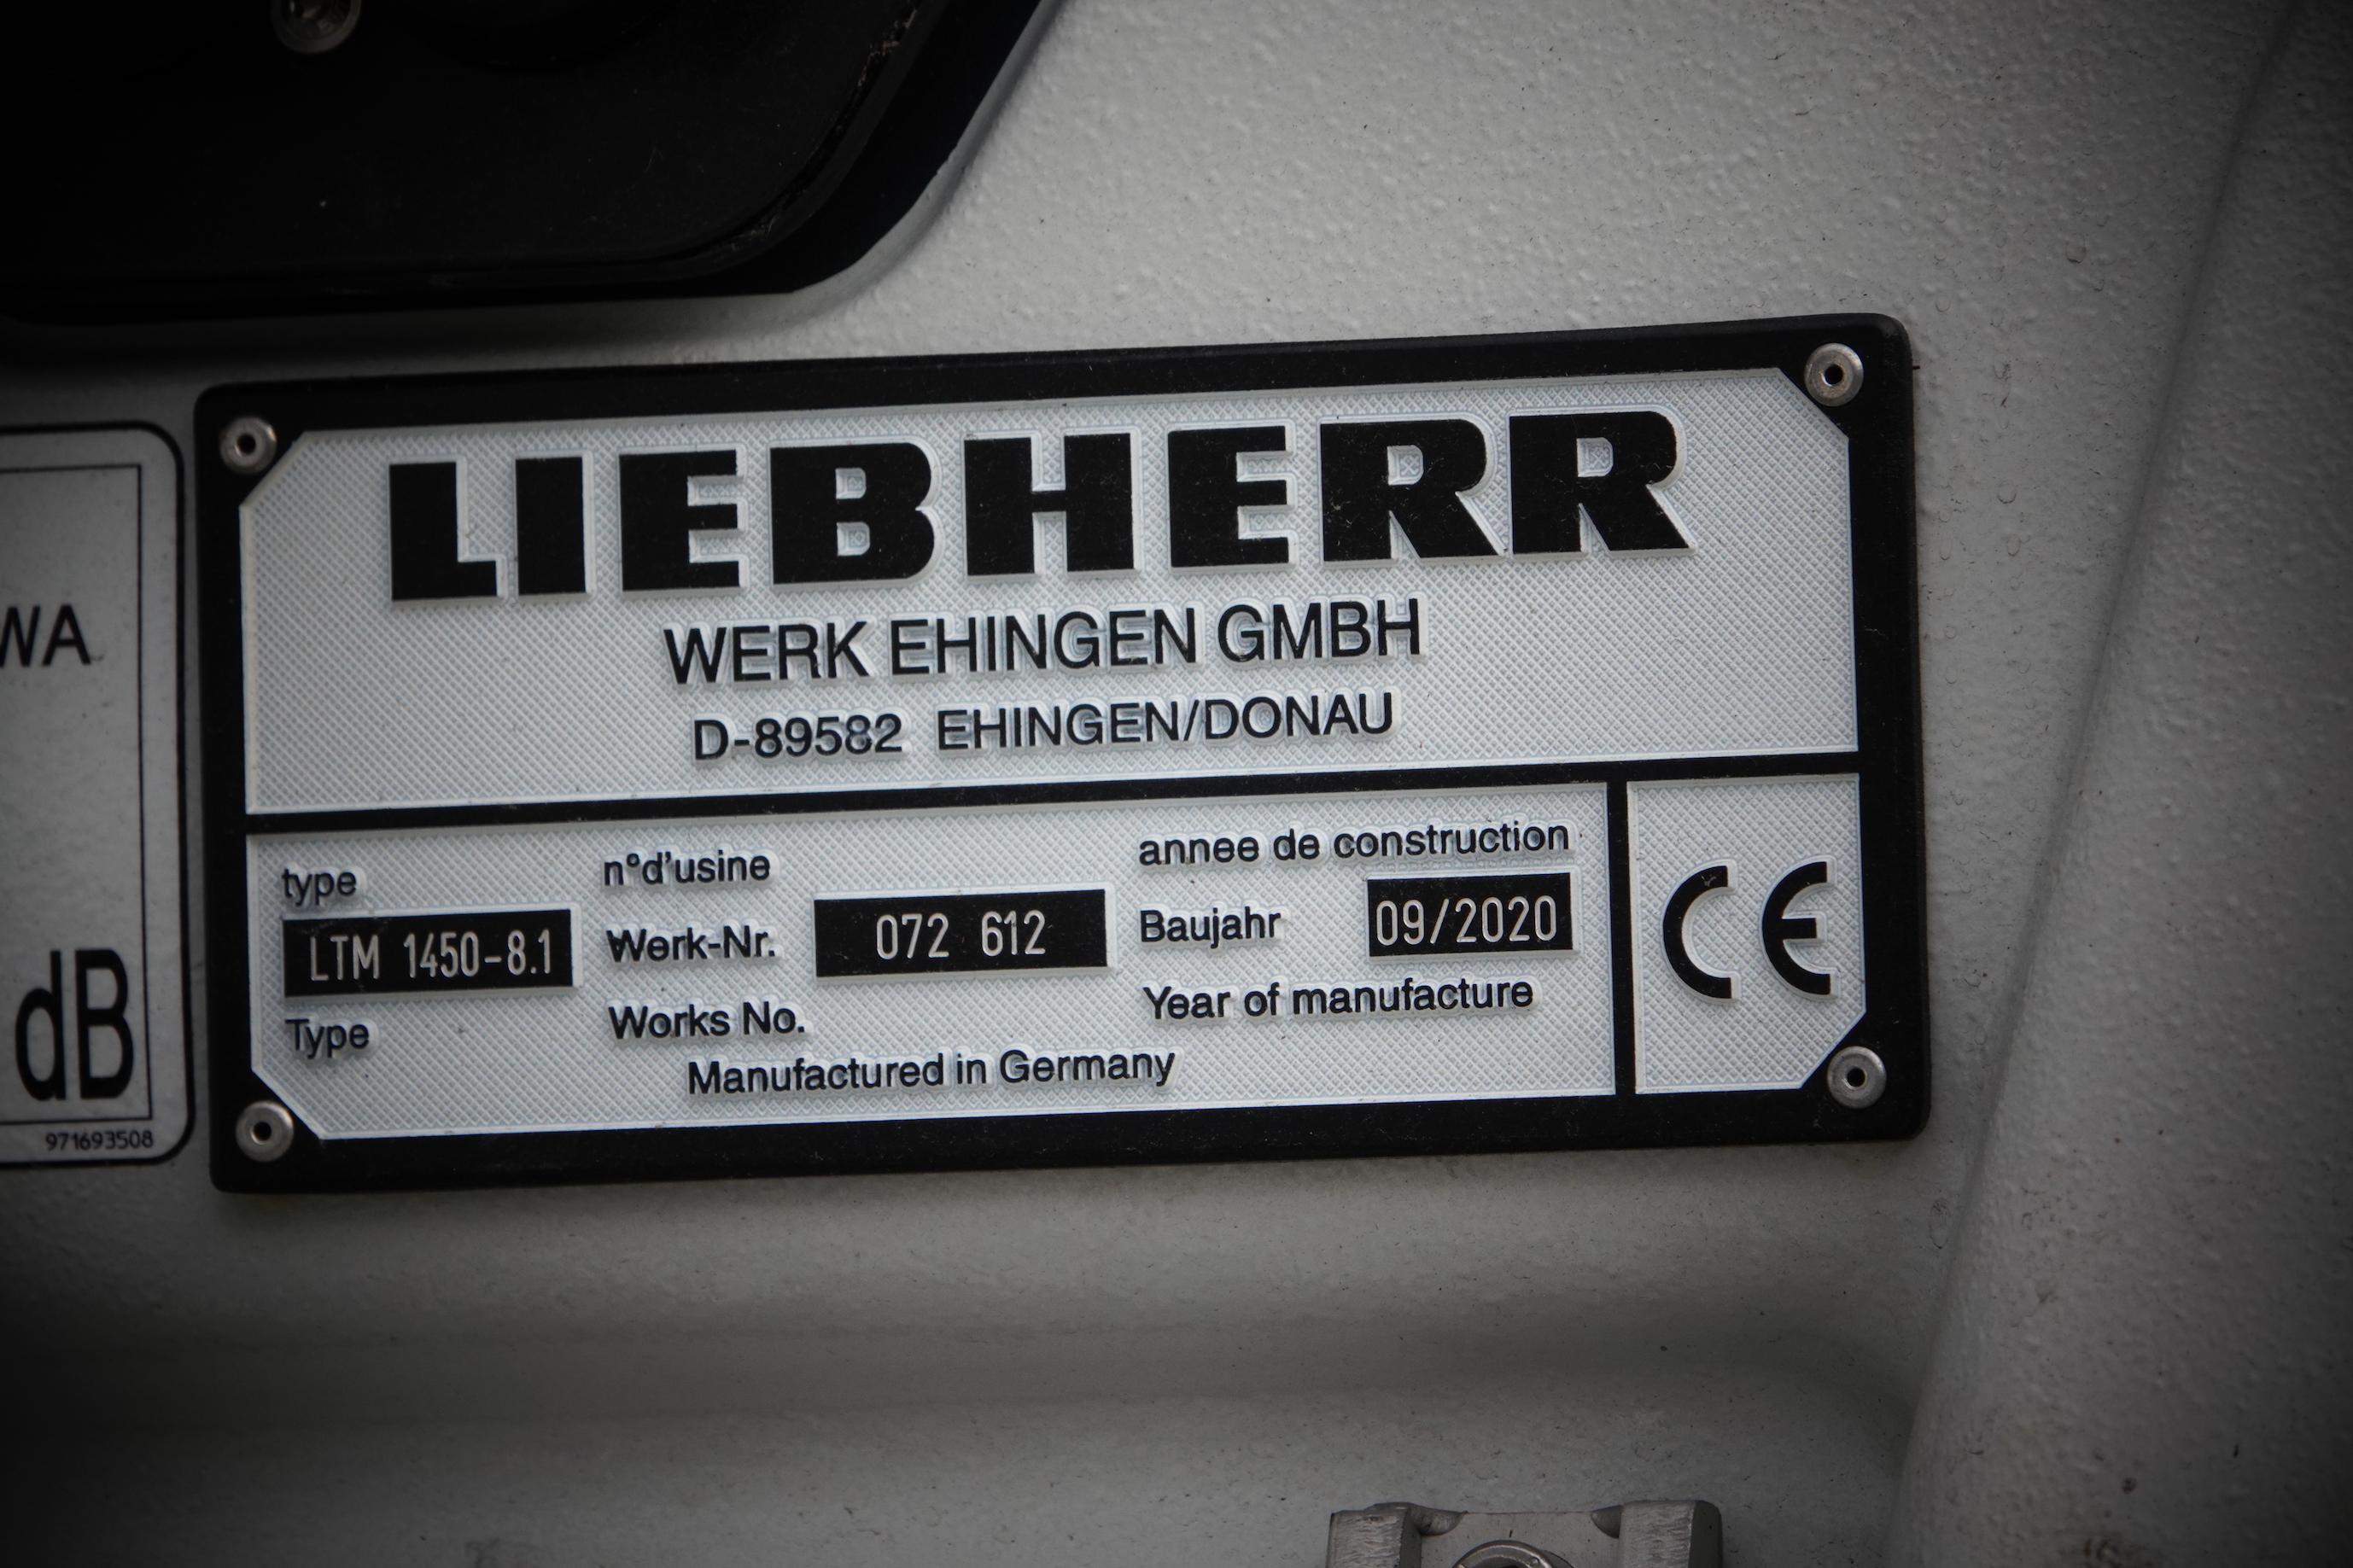 LIEBHERR
WERK EHINGEN GMBH
D-89582 EHINGEN/DONAU
type
LTM 1450-8.1
Type
n°d'usine
Werk-Nr. 072 612
Works No.
annee de construction
Baujahr 09/2020
Year of manufacture
Manufactured in Germany
CE
WA
dB
971693508